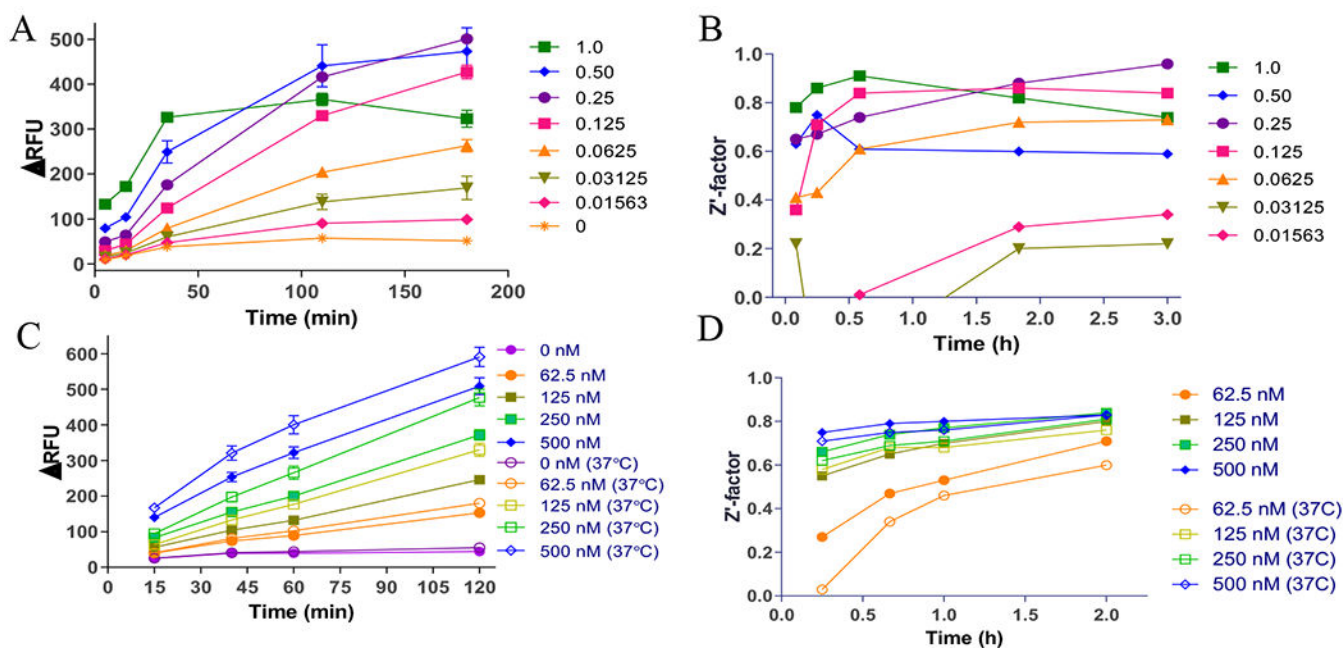 A
ΔRFU
500
400
300
200
100
0
0
50
100
150
200
Time (min)
1.0
0.50
0.25
0.125
0.0625
0.03125
0.01563
0
B
Z'-factor
1.0
0.8
0.6
0.4
0.2
0.0
0.0
0.5
1.0
1.5
2.0
2.5
3.0
Time (h)
1.0
0.50
0.25
0.125
0.0625
0.03125
0.01563
C
ΔRFU
600
500
400
300
200
100
0
0
15
30
45
60
75
90
105
120
Time (min)
0 nM
62.5 nM
125 nM
250 nM
500 nM
0 nM (37°C)
62.5 nM (37°C)
125 nM (37°C)
250 nM (37°C)
500 nM (37°C)
D
Z'-factor
1.0
0.8
0.6
0.4
0.2
0.0
0.0
0.5
1.0
1.5
2.0
Time (h)
62.5 nM
125 nM
250 nM
500 nM
62.5 nM (37C)
125 nM (37C)
250 nM (37C)
500 nM (37C)